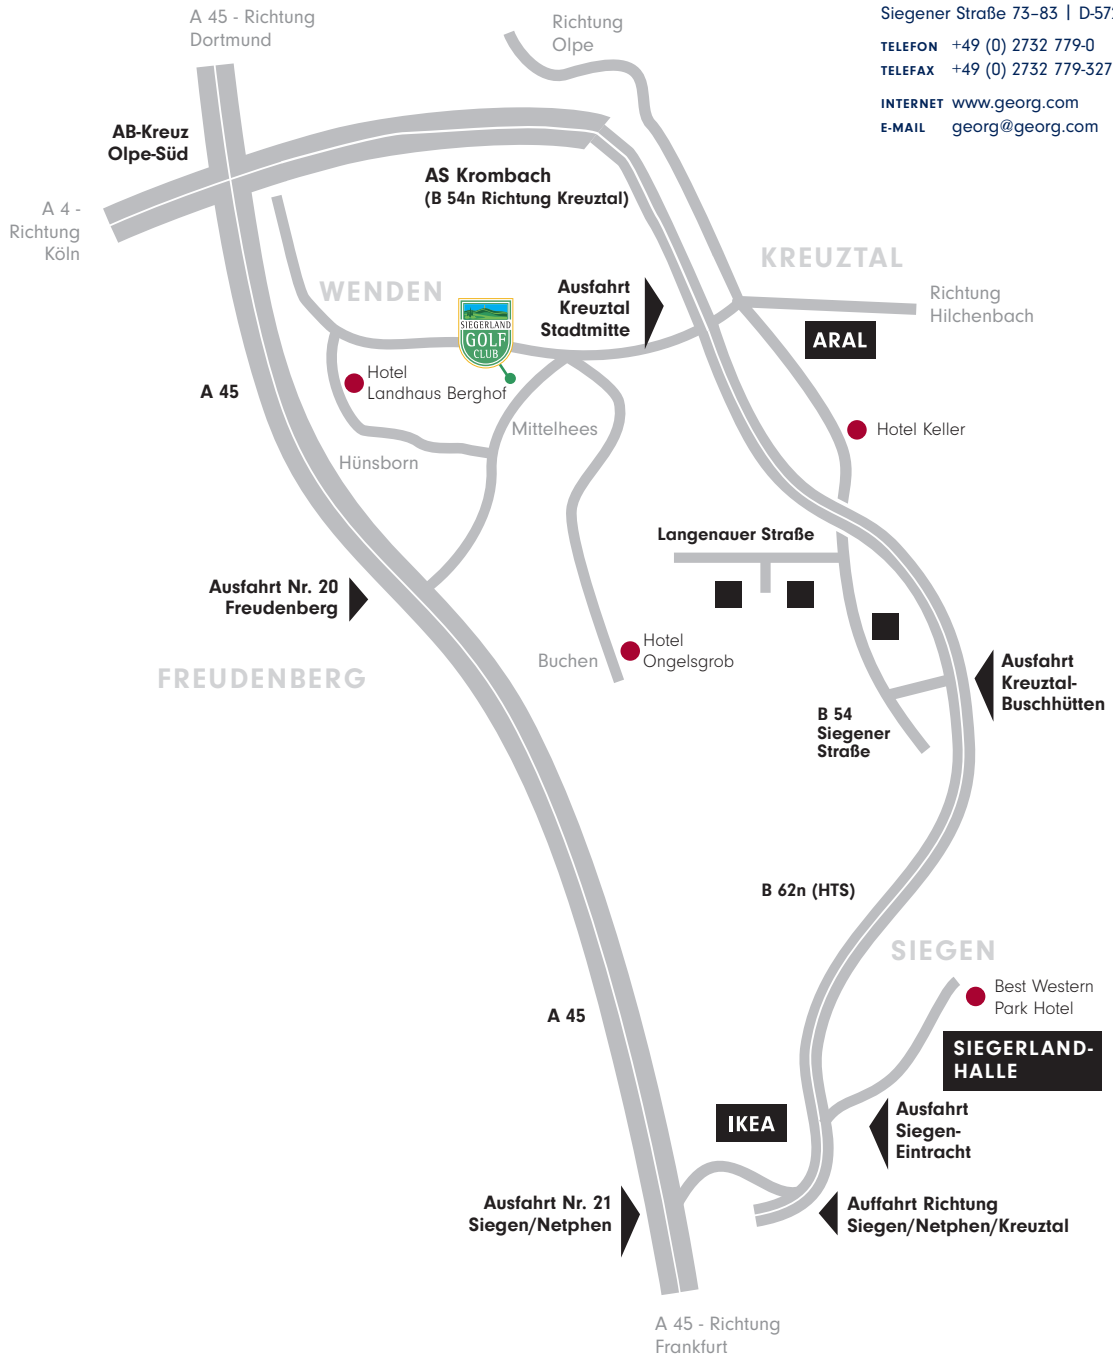 Siegener Straße 73–83 | D-572
TELEFON +49 (0) 2732 779-0
TELEFAX +49 (0) 2732 779-327
INTERNET www.georg.com
E-MAIL georg@georg.com
A 45 - Richtung
Dortmund
Richtung
Olpe
AB-Kreuz
Olpe-Süd
AS Krombach
(B 54n Richtung Kreuztal)
A 4 -
Richtung
Köln
KREUZTAL
WENDEN
Ausfahrt
Kreuztal
Stadtmitte
Richtung
Hilchenbach
SIEGERLAND
GOLF
CLUB
ARAL
Hotel
Landhaus Berghof
A 45
Mittelhees
Hotel Keller
Hünsborn
Langenauer Straße
Ausfahrt Nr. 20
Freudenberg
Hotel
Ongelsgrob
Buchen
FREUDENBERG
Ausfahrt
Kreuztal-
Buschhütten
B 54
Siegener
Straße
B 62n (HTS)
SIEGEN
Best Western
Park Hotel
A 45
SIEGERLAND-
HALLE
IKEA
Ausfahrt
Siegen-
Eintracht
Ausfahrt Nr. 21
Siegen/Netphen
Auffahrt Richtung
Siegen/Netphen/Kreuztal
A 45 - Richtung
Frankfurt